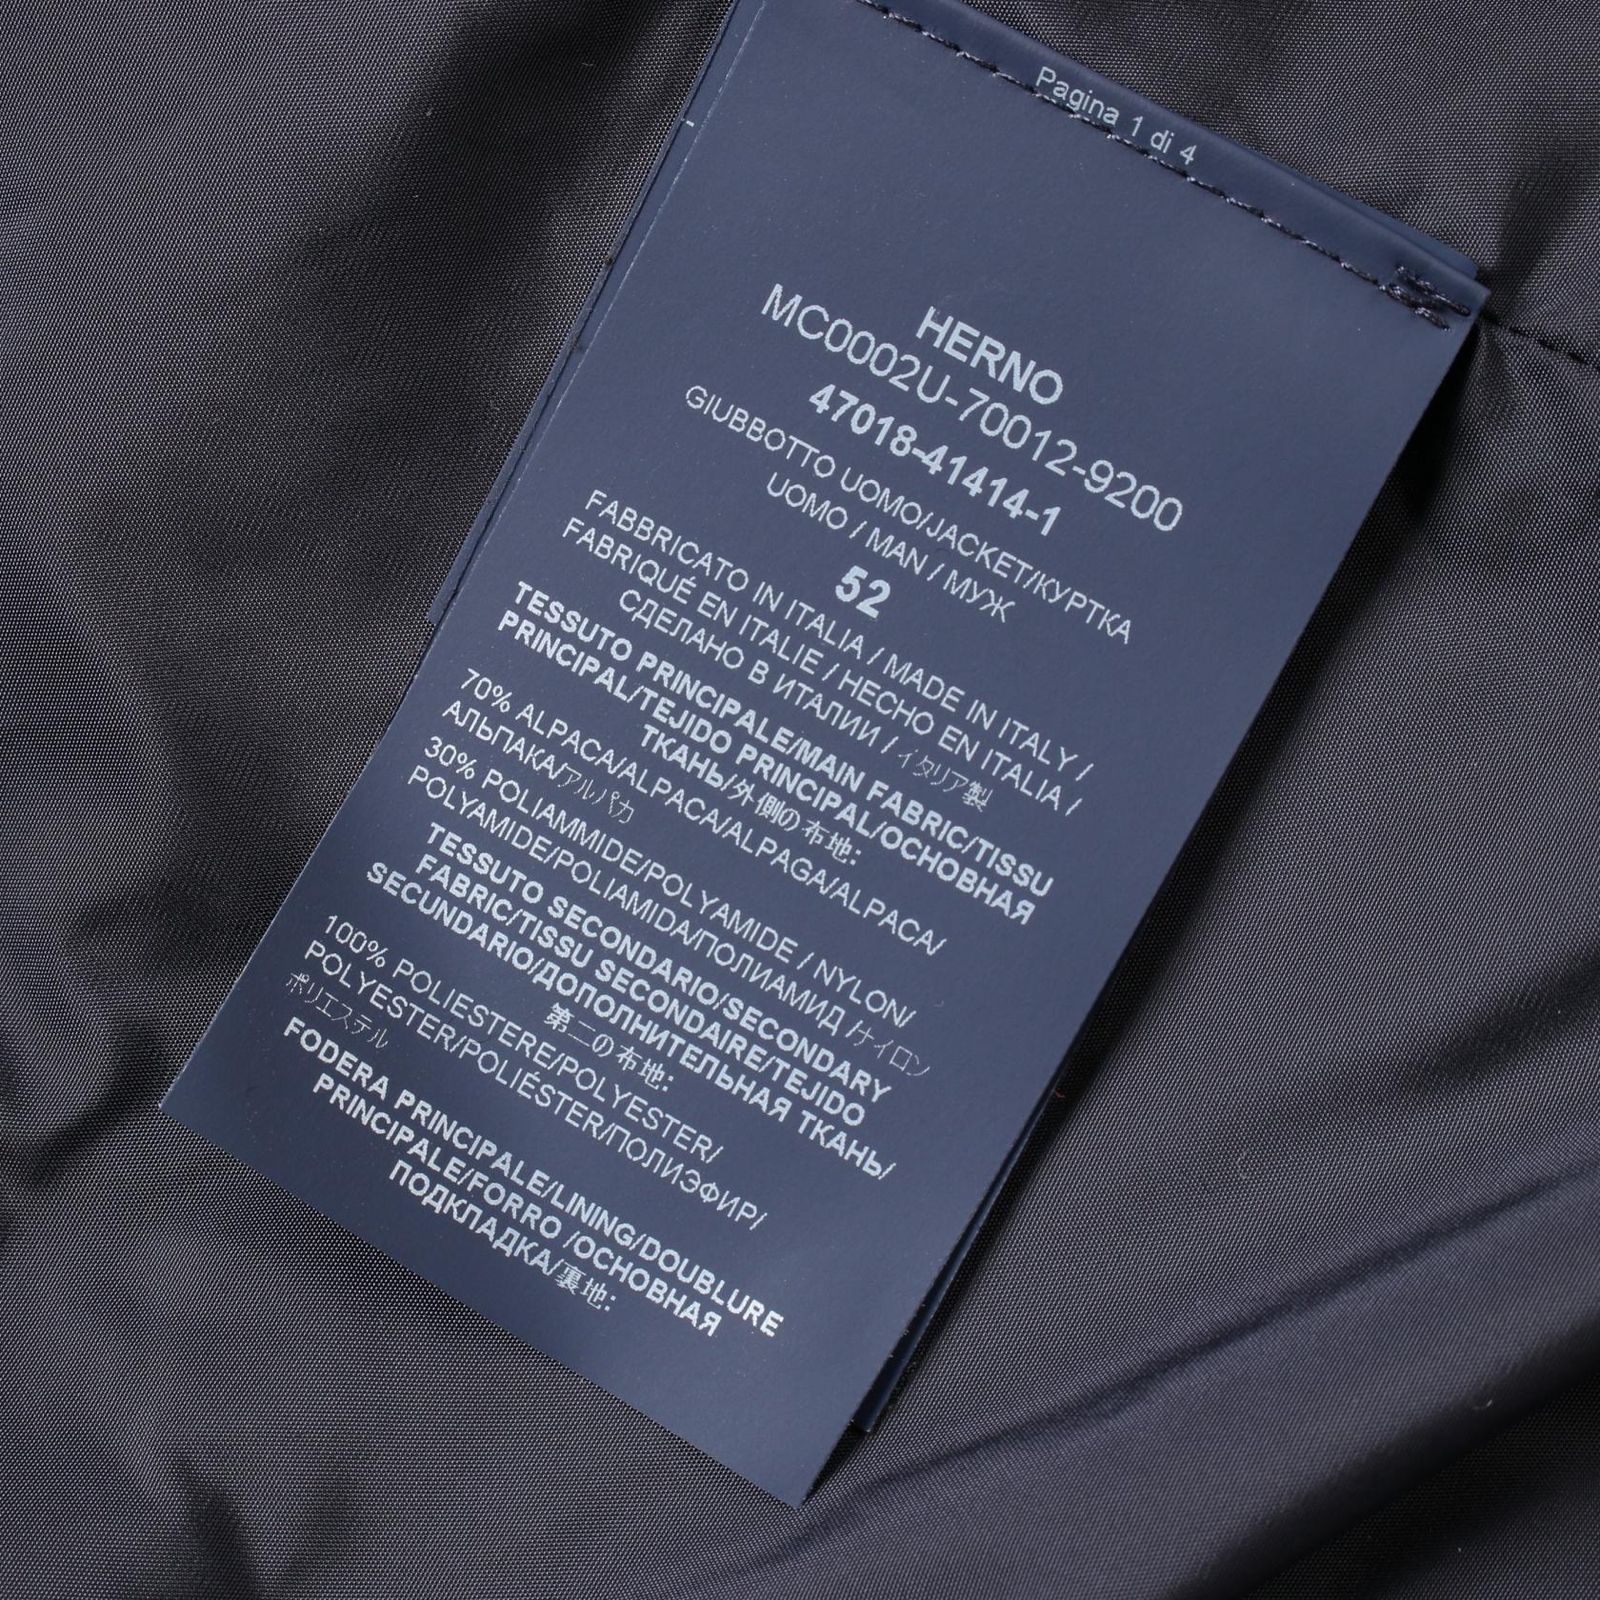 Pagina 1 di 4
HERNO
MC0002U-70012-9200
47018-41414-1
GIUBBOTTO UOMO/JACKET/КУРТКА
UOMO / MAN / МУЖ
52
FABBRICATO IN ITALIA / MADE IN ITALY /
FABRIQUÉ EN ITALIE / HECHO EN ITALIA /
СДЕЛАНО В ИТАЛИИ / イタリア製
TESSUTO PRINCIPALE/MAIN FABRIC/TISSU
PRINCIPAL/TEJIDO PRINCIPAL/ОСНОВНАЯ
ТКАНЬ/外側の布地:
70% ALPACA/ALPACA/ALPAGA/ALPACA/
АЛЬПАКА/アルパカ
30% POLIAMMIDE/POLYAMIDE / NYLON/
POLYAMIDE/POLIAMIDA/ПОЛИАМИД /ナイロン
TESSUTO SECONDARIO/SECONDARY
FABRIC/TISSU SECONDAIRE/TEJIDO
SECUNDARIO/ДОПОЛНИТЕЛЬНАЯ ТКАНЬ/
第二の布地:
100% POLIESTERE/POLYESTER/
POLYESTER/POLIÉSTER/ПОЛИЭФИР/
ポリエステル
FODERA PRINCIPALE/LINING/DOUBLURE
PRINCIPALE/FORRO /ОСНОВНАЯ
ПОДКЛАДКА/裏地: